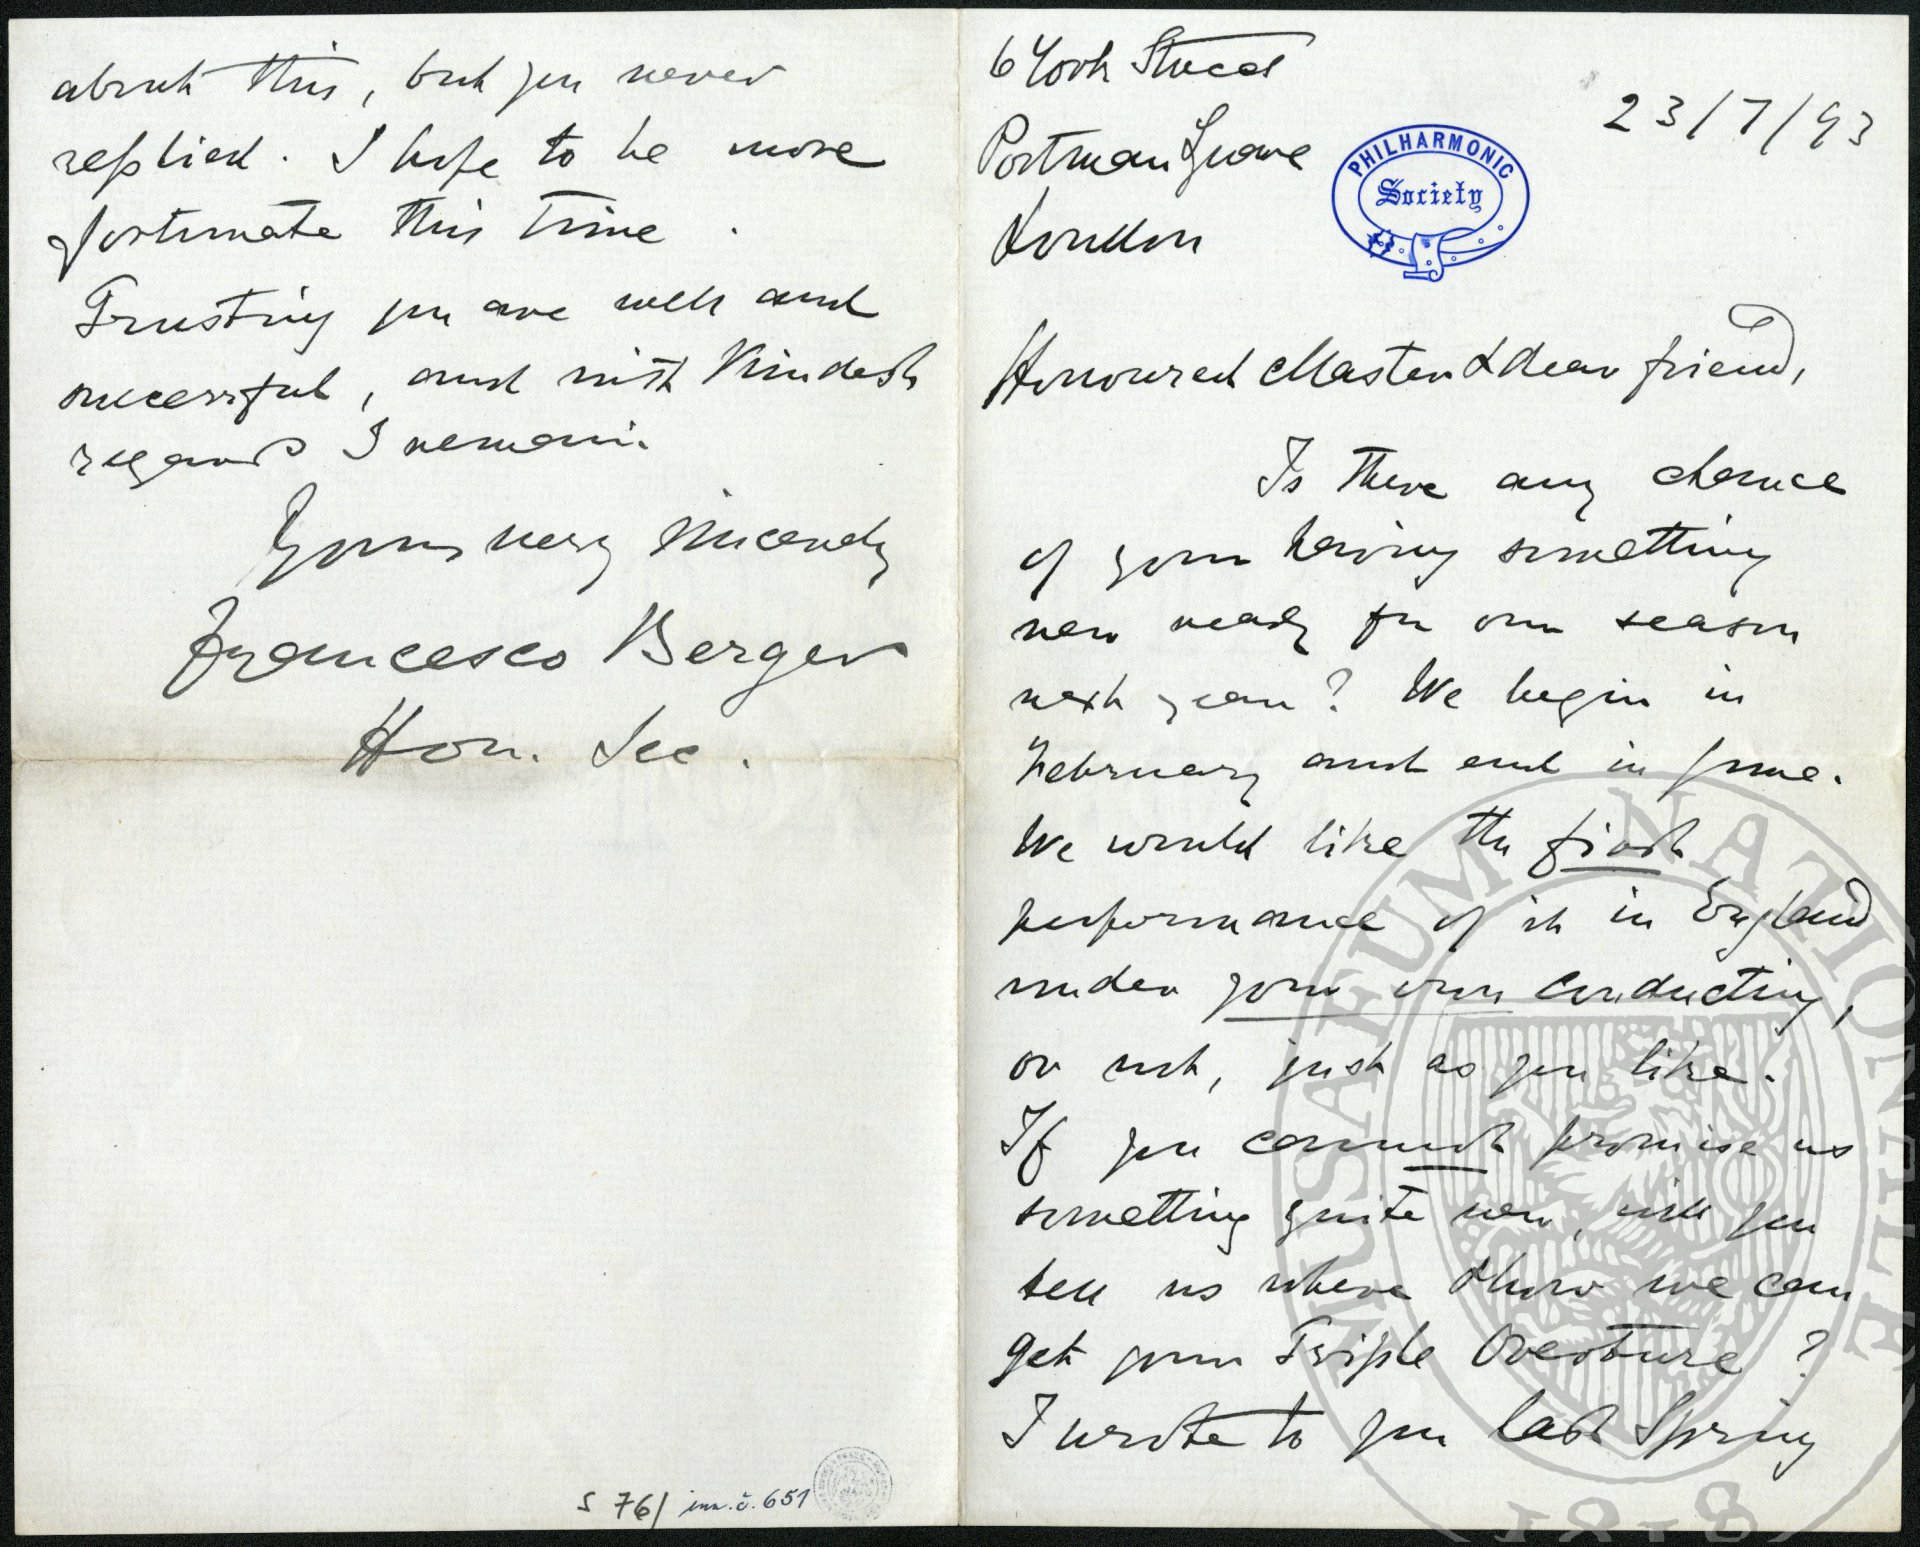 6 York Street
Portman Square
London
23/7/93
PHILHARMONIC
Society
Honoured Master & dear friend,
Is there any chance
of your having something
new ready for our season
next year? We begin in
February and end in June.
We would like the first
performance of it in England
under your own conducting,
or not, just as you like.
If you cannot promise us
something quite new, will you
tell us where & how we can
get your Triple Overture?
I wrote to you last Spring
about this, but you never
replied. I hope to be more
fortunate this time.
Trusting you are well and
successful, and with kindest
regards I remain.
Yours very sincerely
Francesco Berger
Hon. Sec.
S 76/ inv. č. 651
MUSAEUM NATIONALE
1818